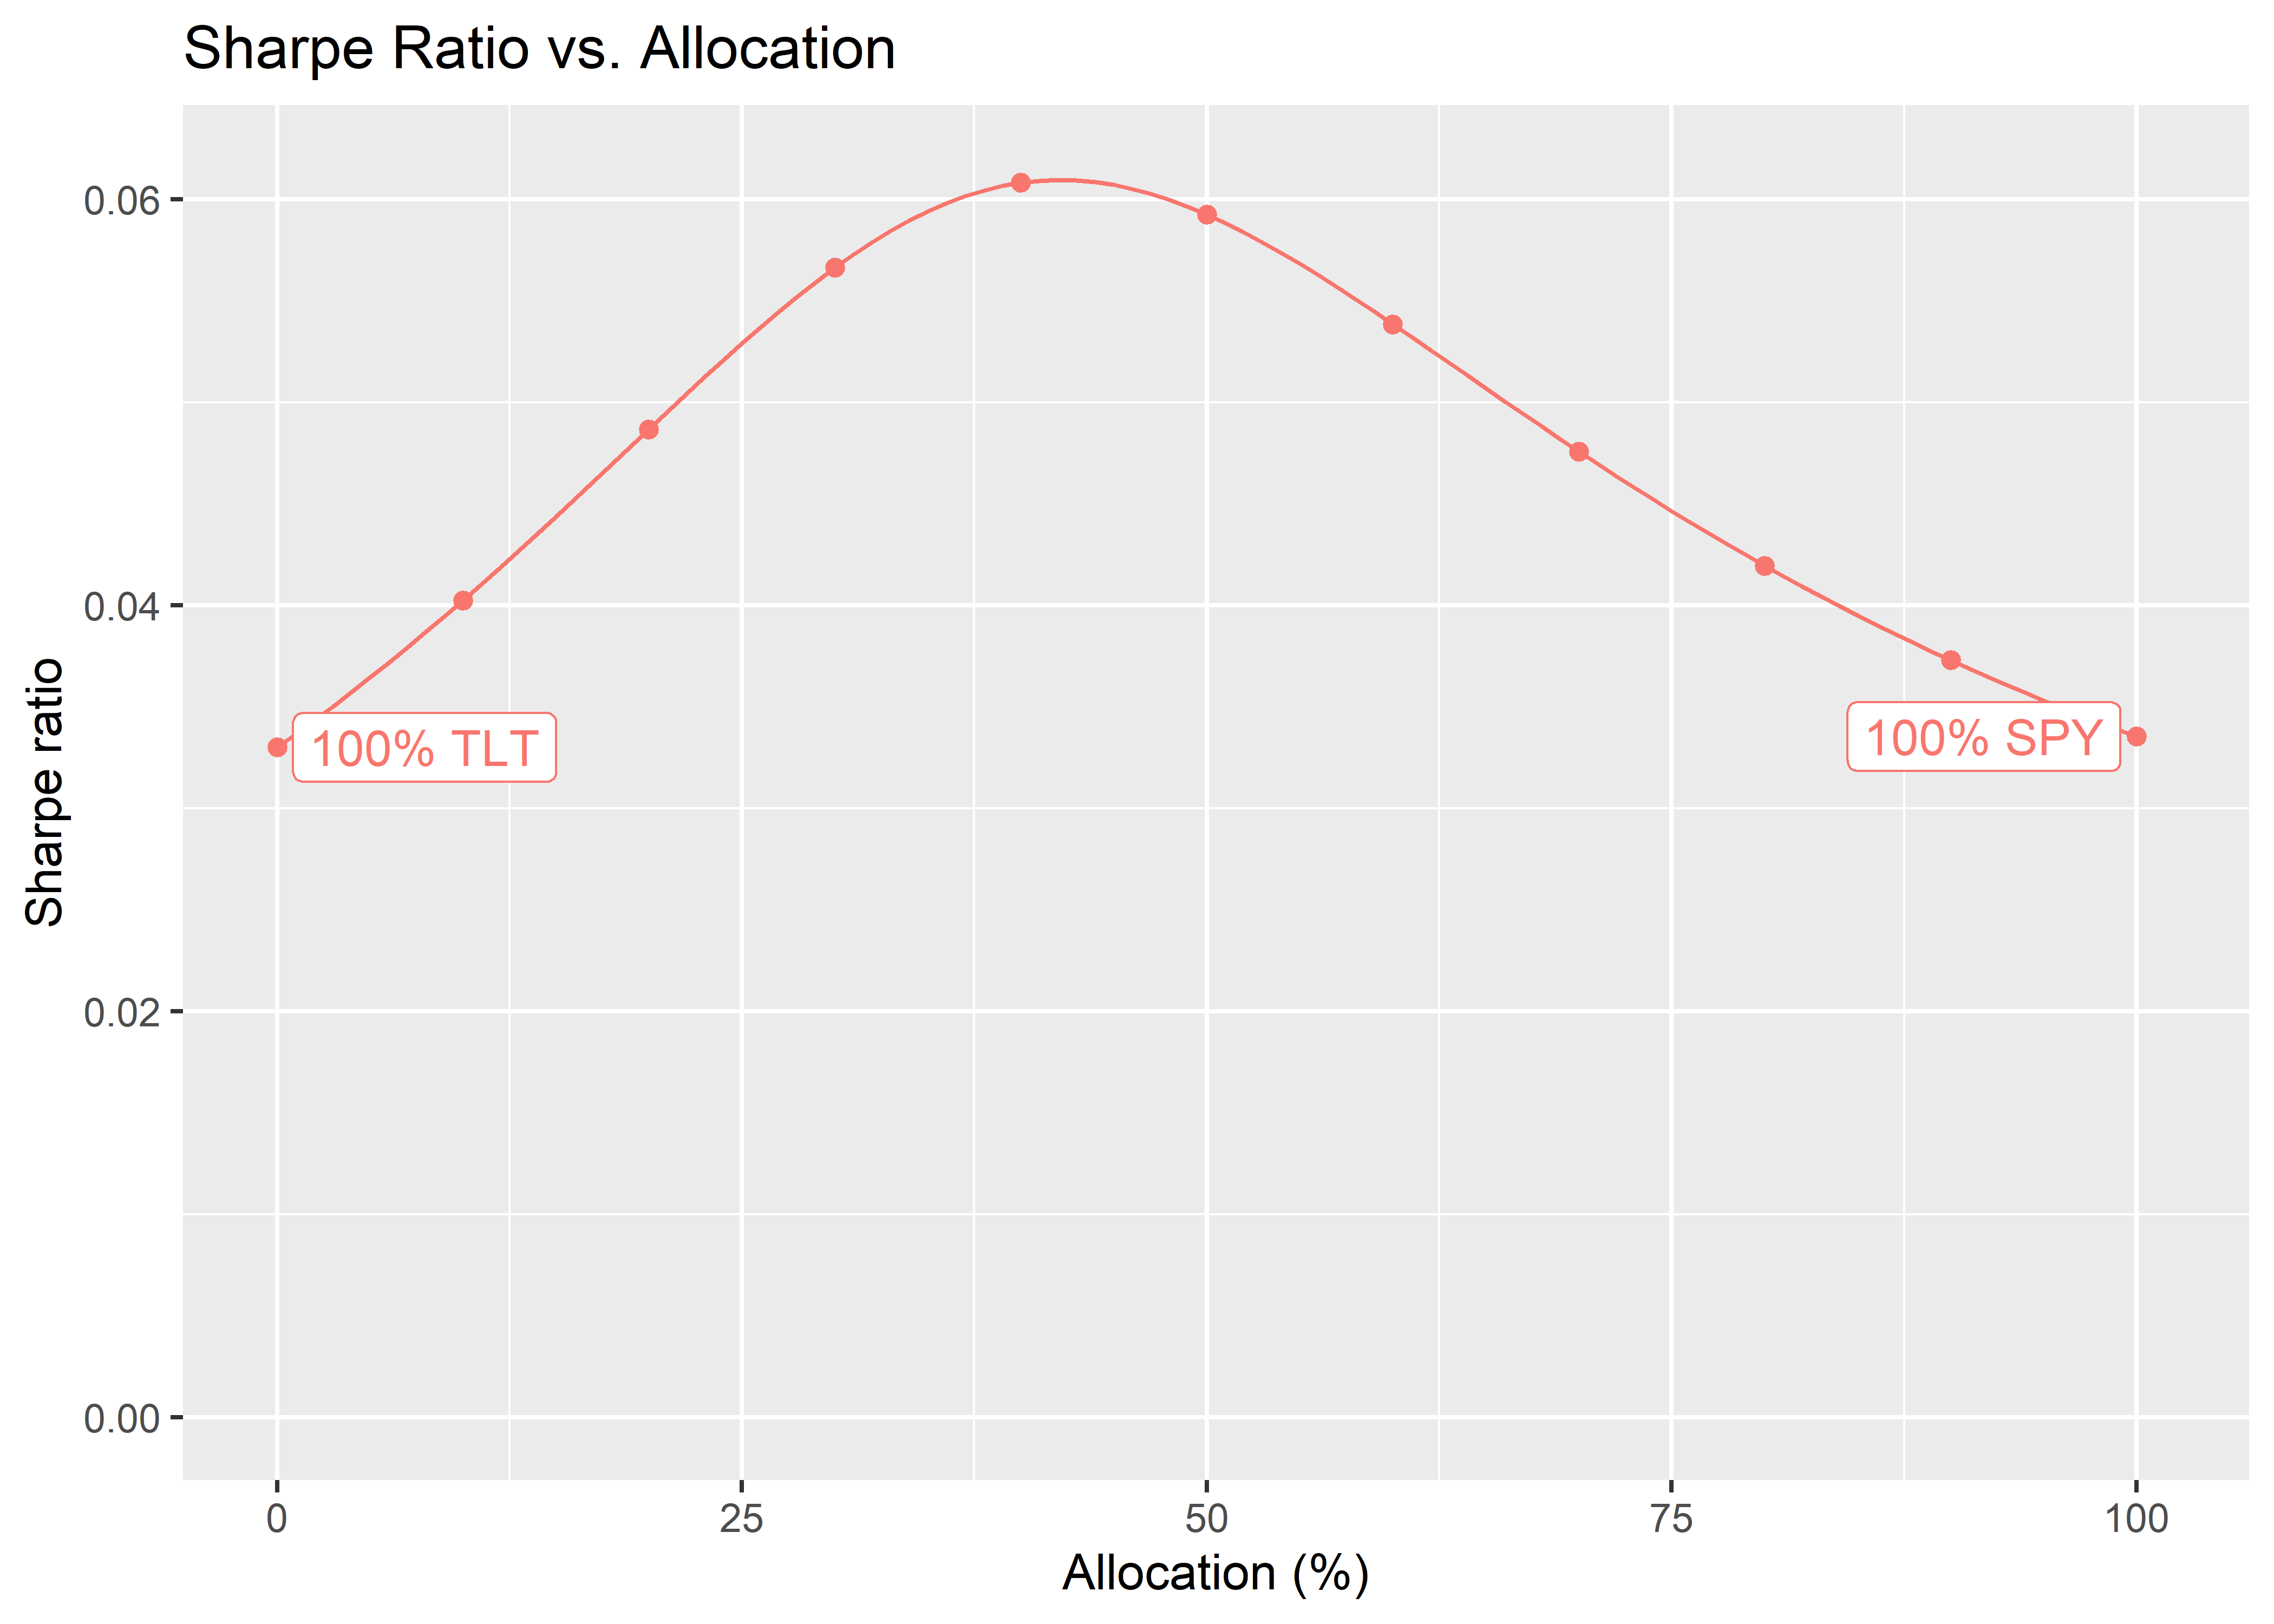 Sharpe Ratio vs. Allocation
Sharpe ratio
0.06
0.04
0.02
0.00
100% TLT
100% SPY
0
25
50
75
100
Allocation (%)